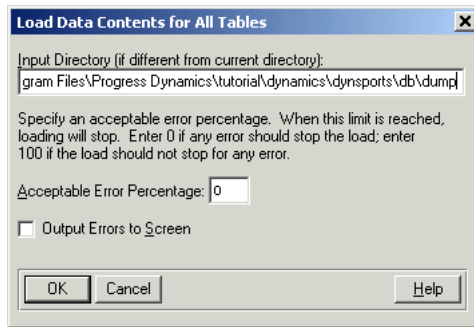 Load Data Contents for All Tables
Input Directory (if different from current directory):
gram Files\Progress Dynamics\tutorial\dynamics\dynsports\db\dump
Specify an acceptable error percentage. When this limit is reached,
loading will stop. Enter 0 if any error should stop the load; enter
100 if the load should not stop for any error.
Acceptable Error Percentage: 0
Output Errors to Screen
OK Cancel Help